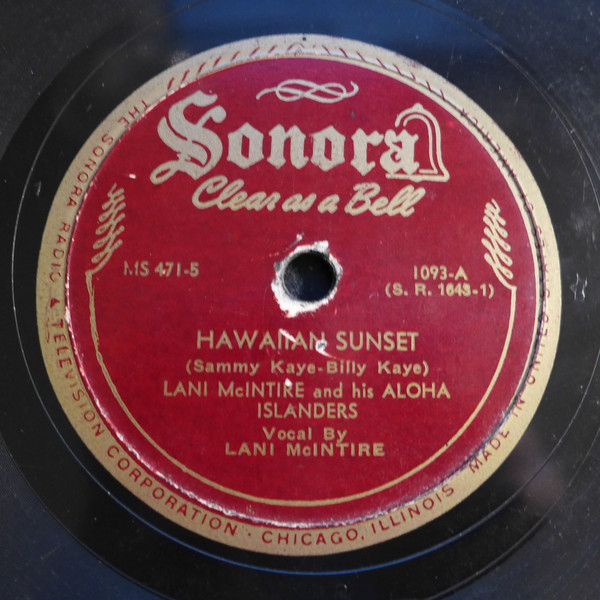 Sonora
Clear as a Bell
MS 471-5
1093-A
(S. R. 1643-1)
HAWAIIAN SUNSET
(Sammy Kaye-Billy Kaye)
LANI McINTIRE and his ALOHA
ISLANDERS
Vocal By
LANI McINTIRE
THE SONORA RADIO & TELEVISION CORPORATION · CHICAGO, ILLINOIS MADE IN UNITED